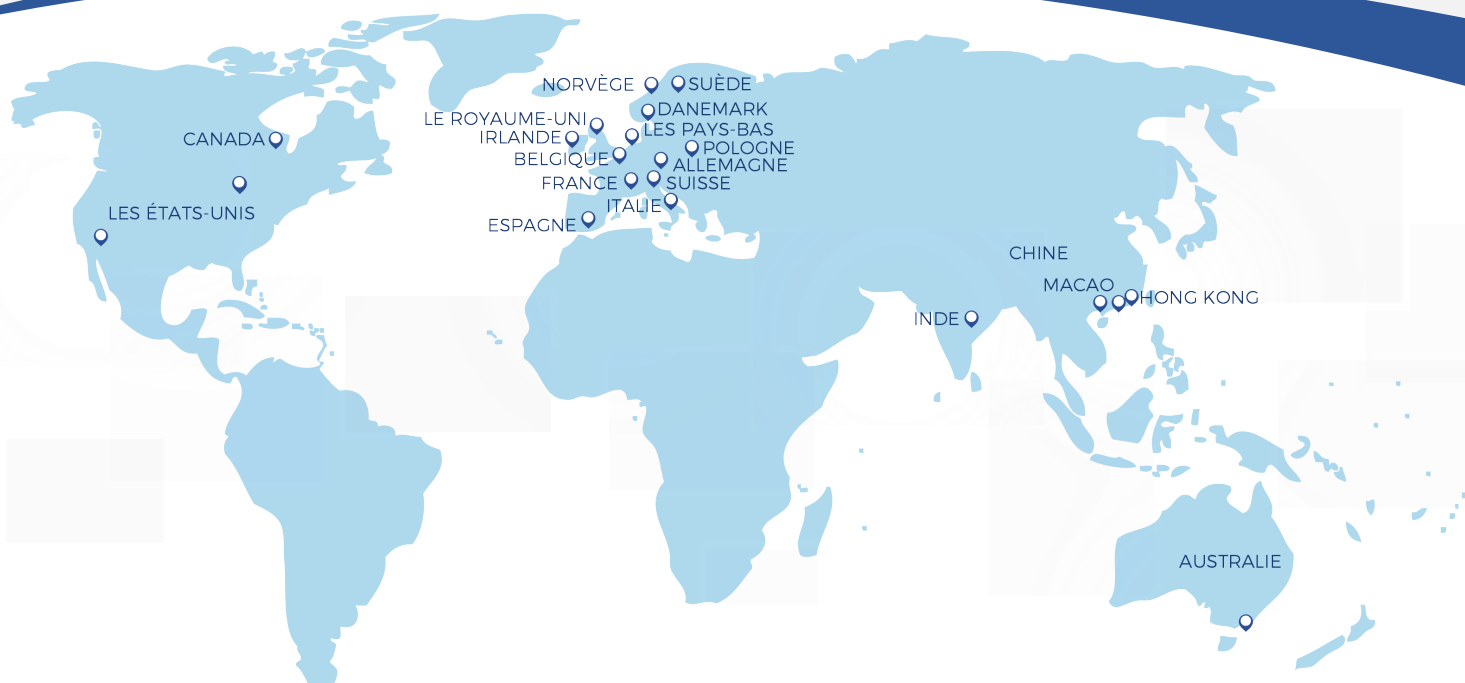 NORVÈGE
SUÈDE
DANEMARK
LE ROYAUME-UNI
LES PAYS-BAS
IRLANDE
CANADA
POLOGNE
BELGIQUE
ALLEMAGNE
FRANCE
SUISSE
ITALIE
LES ÉTATS-UNIS
ESPAGNE
CHINE
MACAO
HONG KONG
INDE
AUSTRALIE